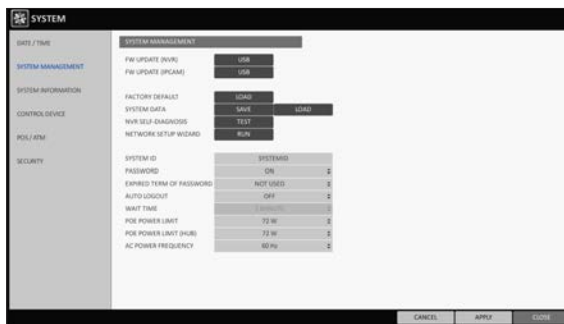 SYSTEM
DATE / TIME
SYSTEM MANAGEMENT
SYSTEM INFORMATION
CONTROL DEVICE
POS / ATM
SECURITY
SYSTEM MANAGEMENT
FW UPDATE (NVR) USB
FW UPDATE (IPCAM) USB
FACTORY DEFAULT LOAD
SYSTEM DATA SAVE LOAD
NVR SELF-DIAGNOSIS TEST
NETWORK SETUP WIZARD RUN
SYSTEM ID SYSTEMID
PASSWORD ON
EXPIRED TERM OF PASSWORD NOT USED
AUTO LOGOUT OFF
WAIT TIME
POE POWER LIMIT 72 W
POE POWER LIMIT (HUB) 72 W
AC POWER FREQUENCY 60 Hz
CANCEL APPLY CLOSE